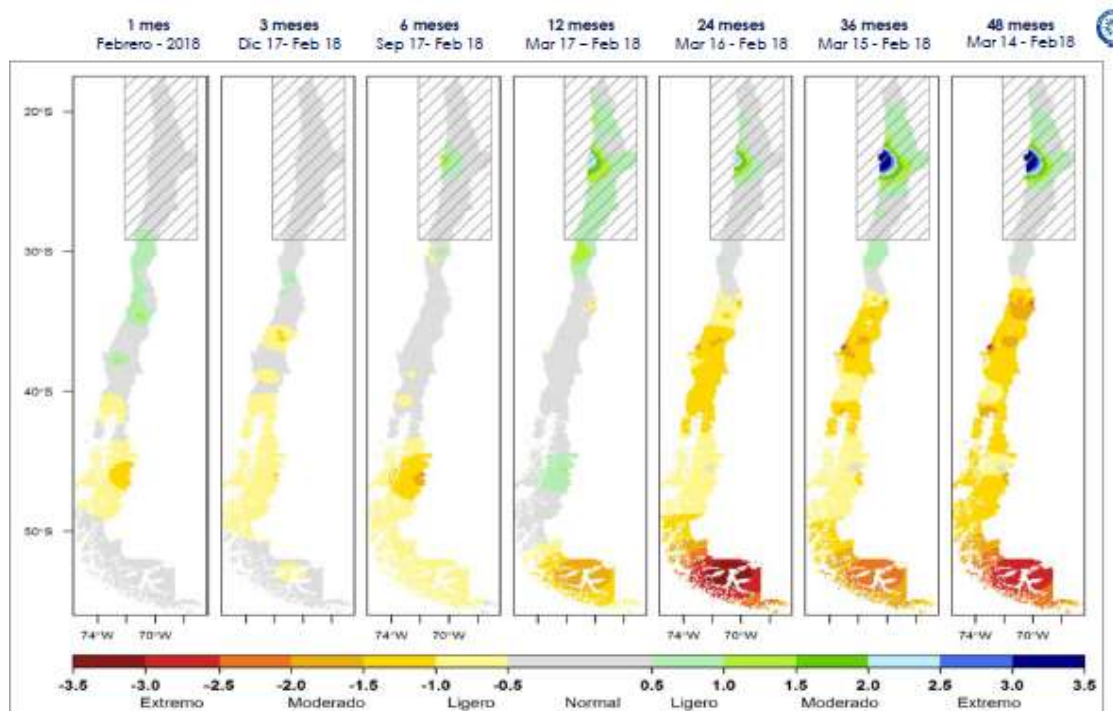 1 mes 3 meses 6 meses 12 meses 24 meses 36 meses 48 meses
Febrero - 2018 Dic 17- Feb 18 Sep 17- Feb 18 Mar 17 – Feb 18 Mar 16 - Feb 18 Mar 15 - Feb 18 Mar 14 - Feb18
20°S
30°S
40°S
50°S
74°W 70°W 74°W 70°W 74°W 70°W 74°W 70°W
-3.5 -3.0 -2.5 -2.0 -1.5 -1.0 -0.5 0.5 1.0 1.5 2.0 2.5 3.0 3.5
Extremo Moderado Ligero Normal Ligero Moderado Extremo